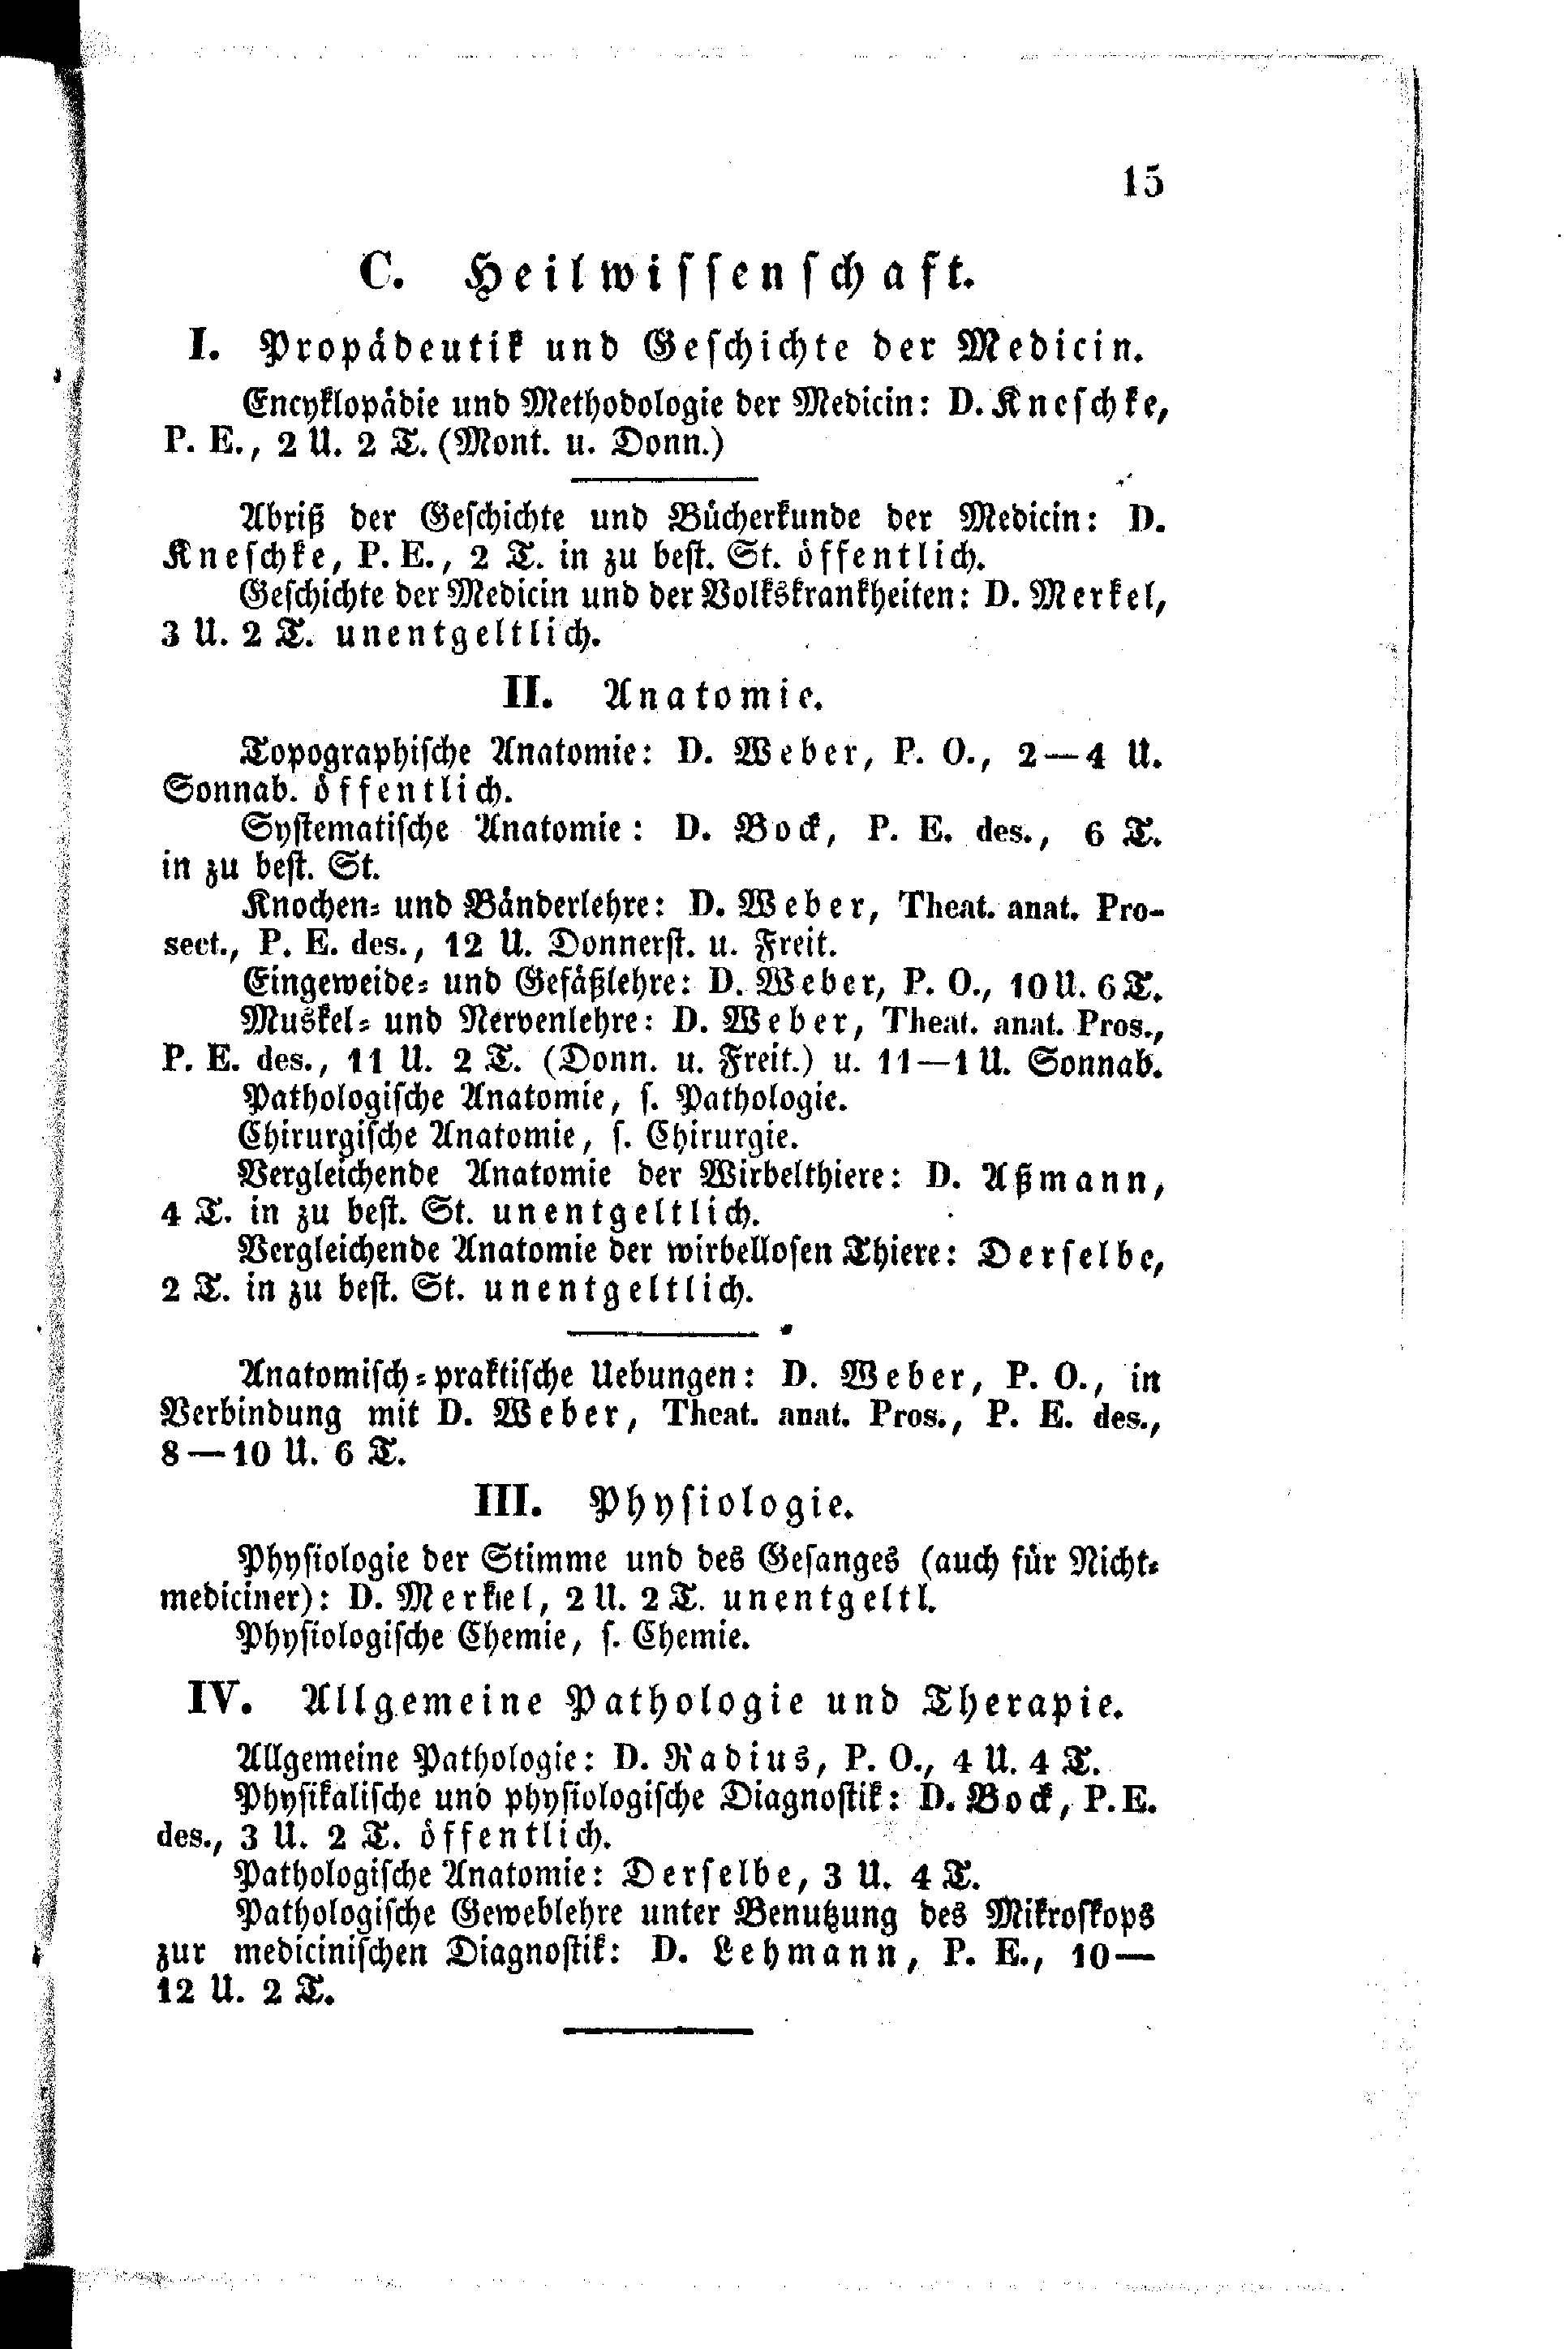 15
C. Heilwissenschaft.
I. Propädeutik und Geschichte der Medicin.
Encyklopädie und Methodologie der Medicin: D. Kneschke,
P. E., 2 U. 2 T. (Mont. u. Donn.)
Abriß der Geschichte und Bücherkunde der Medicin: D.
Kneschke, P. E., 2 T. in zu best. St. öffentlich.
Geschichte der Medicin und der Volkskrankheiten: D. Merkel,
3 U. 2 T. unentgeltlich.
II. Anatomie.
Topographische Anatomie: D. Weber, P. O., 2—4 U.
Sonnab. öffentlich.
Systematische Anatomie: D. Bock, P. E. des., 6 T.
in zu best. St.
Knochen- und Bänderlehre: D. Weber, Theat. anat. Pro-
sect., P. E. des., 12 U. Donnerst. u. Freit.
Eingeweide- und Gefäßlehre: D. Weber, P. O., 10 U. 6 T.
Muskel- und Nervenlehre: D. Weber, Theat. anat. Pros.,
P. E. des., 11 U. 2 T. (Donn. u. Freit.) u. 11—1 U. Sonnab.
Pathologische Anatomie, s. Pathologie.
Chirurgische Anatomie, s. Chirurgie.
Vergleichende Anatomie der Wirbelthiere: D. Aßmann,
4 T. in zu best. St. unentgeltlich.
Vergleichende Anatomie der wirbellosen Thiere: Derselbe,
2 T. in zu best. St. unentgeltlich.
Anatomisch-praktische Uebungen: D. Weber, P. O., in
Verbindung mit D. Weber, Theat. anat. Pros., P. E. des.,
8—10 U. 6 T.
III. Physiologie.
Physiologie der Stimme und des Gesanges (auch für Nicht-
mediciner): D. Merkel, 2 U. 2 T. unentgeltl.
Physiologische Chemie, s. Chemie.
IV. Allgemeine Pathologie und Therapie.
Allgemeine Pathologie: D. Radius, P. O., 4 U. 4 T.
Physikalische und physiologische Diagnostik: D. Bock, P. E.
des., 3 U. 2 T. öffentlich.
Pathologische Anatomie: Derselbe, 3 U. 4 T.
Pathologische Geweblehre unter Benutzung des Mikroskops
zur medicinischen Diagnostik: D. Lehmann, P. E., 10—
12 U. 2 T.